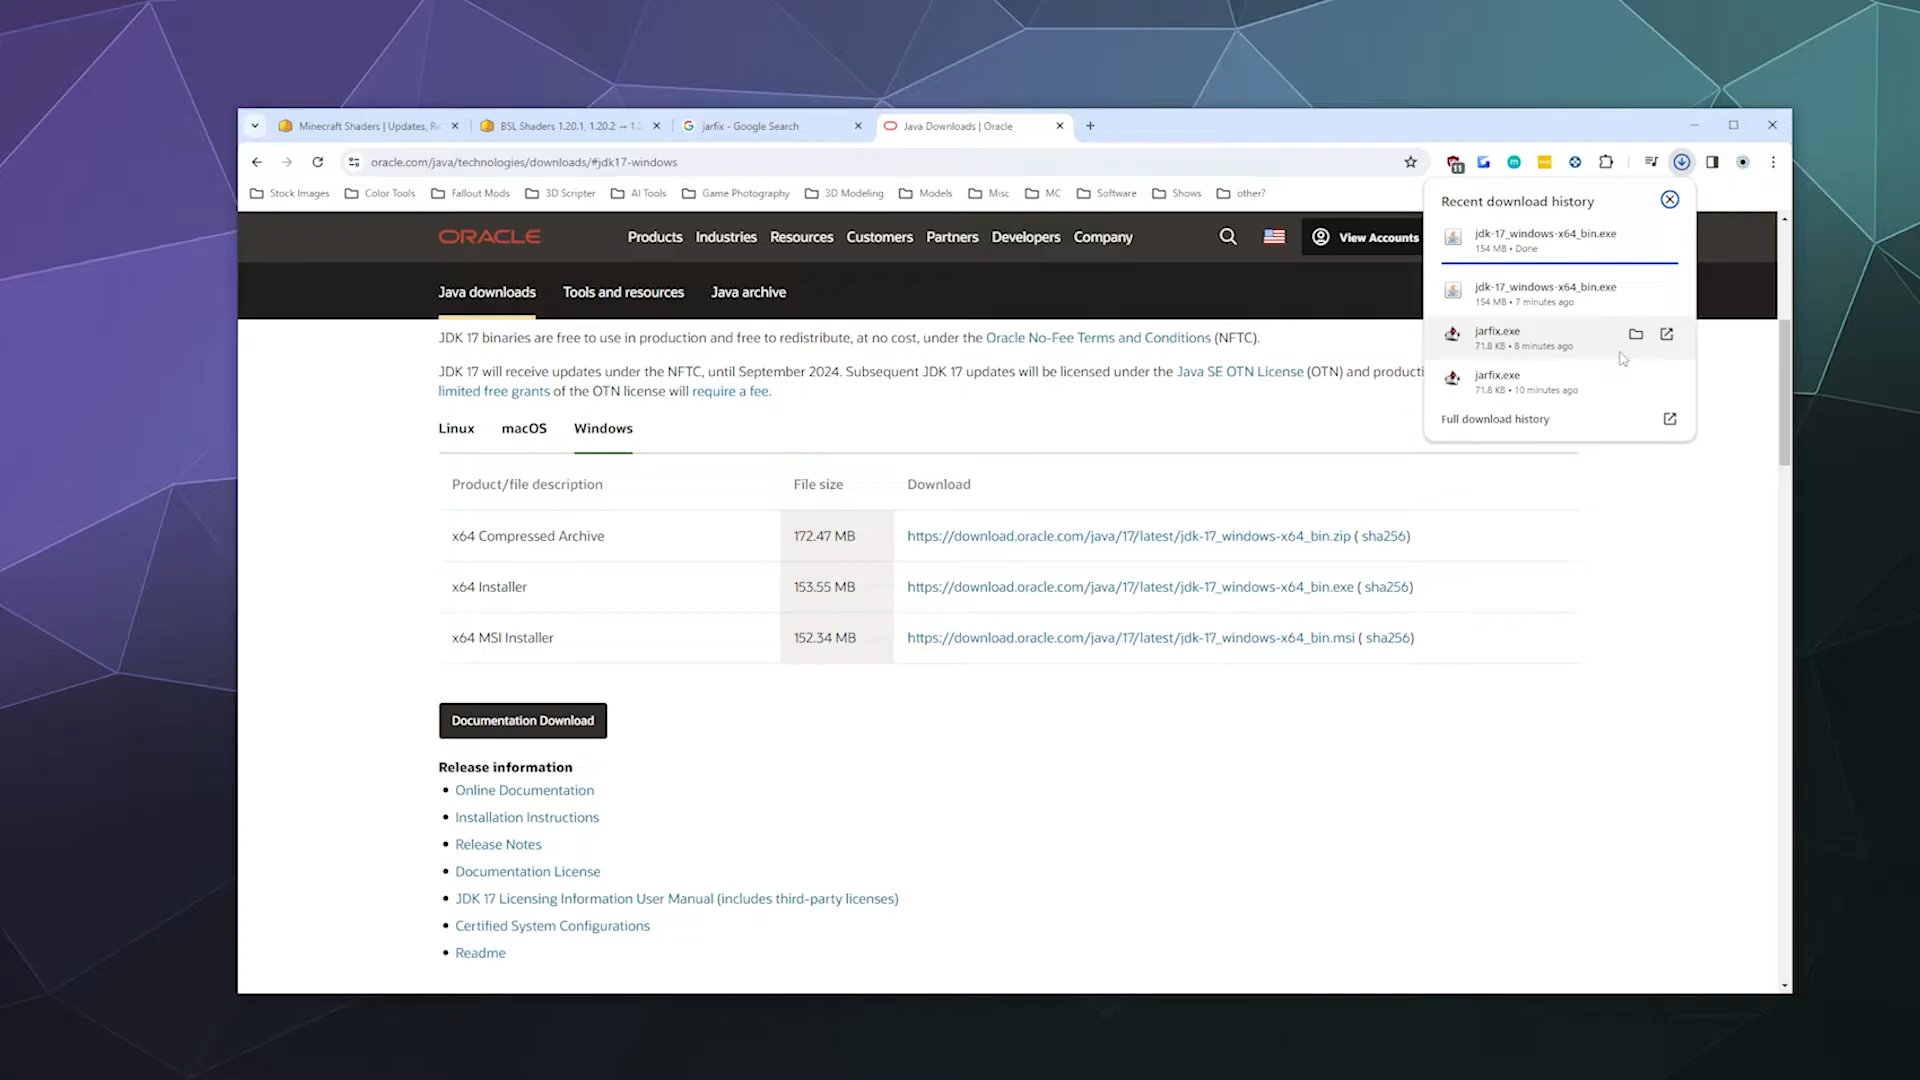 Minecraft Shaders | Updates, Re
BSL Shaders 1.20.1, 1.20.2 → 1.2
jarfix - Google Search
Java Downloads | Oracle
oracle.com/java/technologies/downloads/#jdk17-windows
11
Stock Images
Color Tools
Fallout Mods
3D Scripter
AI Tools
Game Photography
3D Modeling
Models
Misc
MC
Software
Shows
other?
ORACLE
Products
Industries
Resources
Customers
Partners
Developers
Company
View Accounts
Java downloads
Tools and resources
Java archive
Recent download history
jdk-17_windows-x64_bin.exe
154 MB • Done
jdk-17_windows-x64_bin.exe
154 MB • 7 minutes ago
jarfix.exe
71.8 KB • 8 minutes ago
jarfix.exe
71.8 KB • 10 minutes ago
Full download history
JDK 17 binaries are free to use in production and free to redistribute, at no cost, under the Oracle No-Fee Terms and Conditions (NFTC).
JDK 17 will receive updates under the NFTC, until September 2024. Subsequent JDK 17 updates will be licensed under the Java SE OTN License (OTN) and producti
limited free grants of the OTN license will require a fee.
Linux
macOS
Windows
Product/file description
File size
Download
x64 Compressed Archive
172.47 MB
https://download.oracle.com/java/17/latest/jdk-17_windows-x64_bin.zip ( sha256)
x64 Installer
153.55 MB
https://download.oracle.com/java/17/latest/jdk-17_windows-x64_bin.exe ( sha256)
x64 MSI Installer
152.34 MB
https://download.oracle.com/java/17/latest/jdk-17_windows-x64_bin.msi ( sha256)
Documentation Download
Release information
Online Documentation
Installation Instructions
Release Notes
Documentation License
JDK 17 Licensing Information User Manual (includes third-party licenses)
Certified System Configurations
Readme